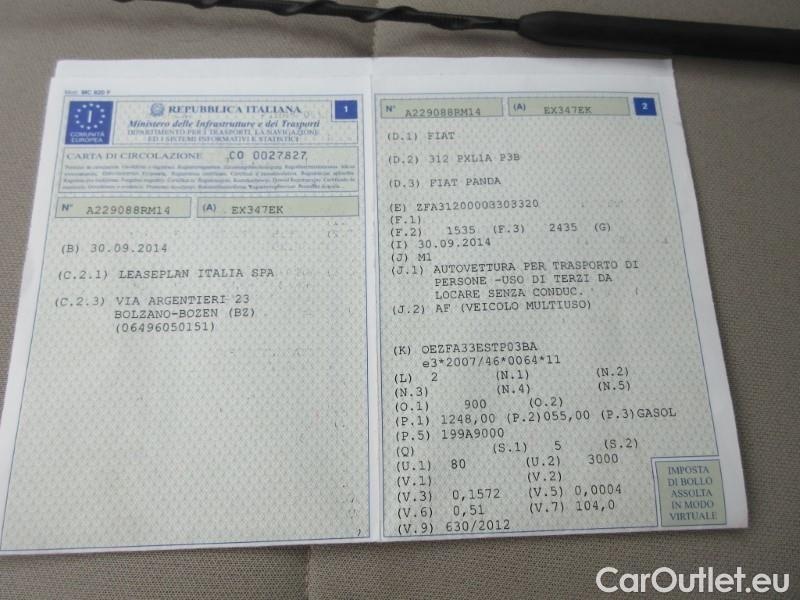 Mod. MC 820 F
I
COMUNITÀ
EUROPEA
REPUBBLICA ITALIANA
1
Ministero delle Infrastrutture e dei Trasporti
DIPARTIMENTO PER I TRASPORTI, LA NAVIGAZIONE
ED I SISTEMI INFORMATIVI E STATISTICI
CARTA DI CIRCOLAZIONE CO 0027827
N° A229088RM14 (A) EX347EK
(B) 30.09.2014
(C.2.1) LEASEPLAN ITALIA SPA
(C.2.3) VIA ARGENTIERI 23
BOLZANO-BOZEN (BZ)
(06496050151)
N° A229088RM14 (A) EX347EK 2
(D.1) FIAT
(D.2) 312 PXL1A P3B
(D.3) FIAT PANDA
(E) ZFA31200003303320
(F.1)
(F.2) 1535 (F.3) 2435 (G)
(I) 30.09.2014
(J) M1
(J.1) AUTOVETTURA PER TRASPORTO DI
PERSONE -USO DI TERZI DA
LOCARE SENZA CONDUC.
(J.2) AF (VEICOLO MULTIUSO)
(K) OEZFA33ESTP03BA
e3*2007/46*0064*11
(L) 2 (N.1) (N.2)
(N.3) (N.4) (N.5)
(O.1) 900 (O.2)
(P.1) 1248,00 (P.2)055,00 (P.3)GASOL
(P.5) 199A9000
(Q) (S.1) 5 (S.2)
(U.1) 80 (U.2) 3000
(V.1) (V.2)
(V.3) 0,1572 (V.5) 0,0004
(V.6) 0,51 (V.7) 104,0
(V.9) 630/2012
IMPOSTA
DI BOLLO
ASSOLTA
IN MODO
VIRTUALE
CarOutlet.eu